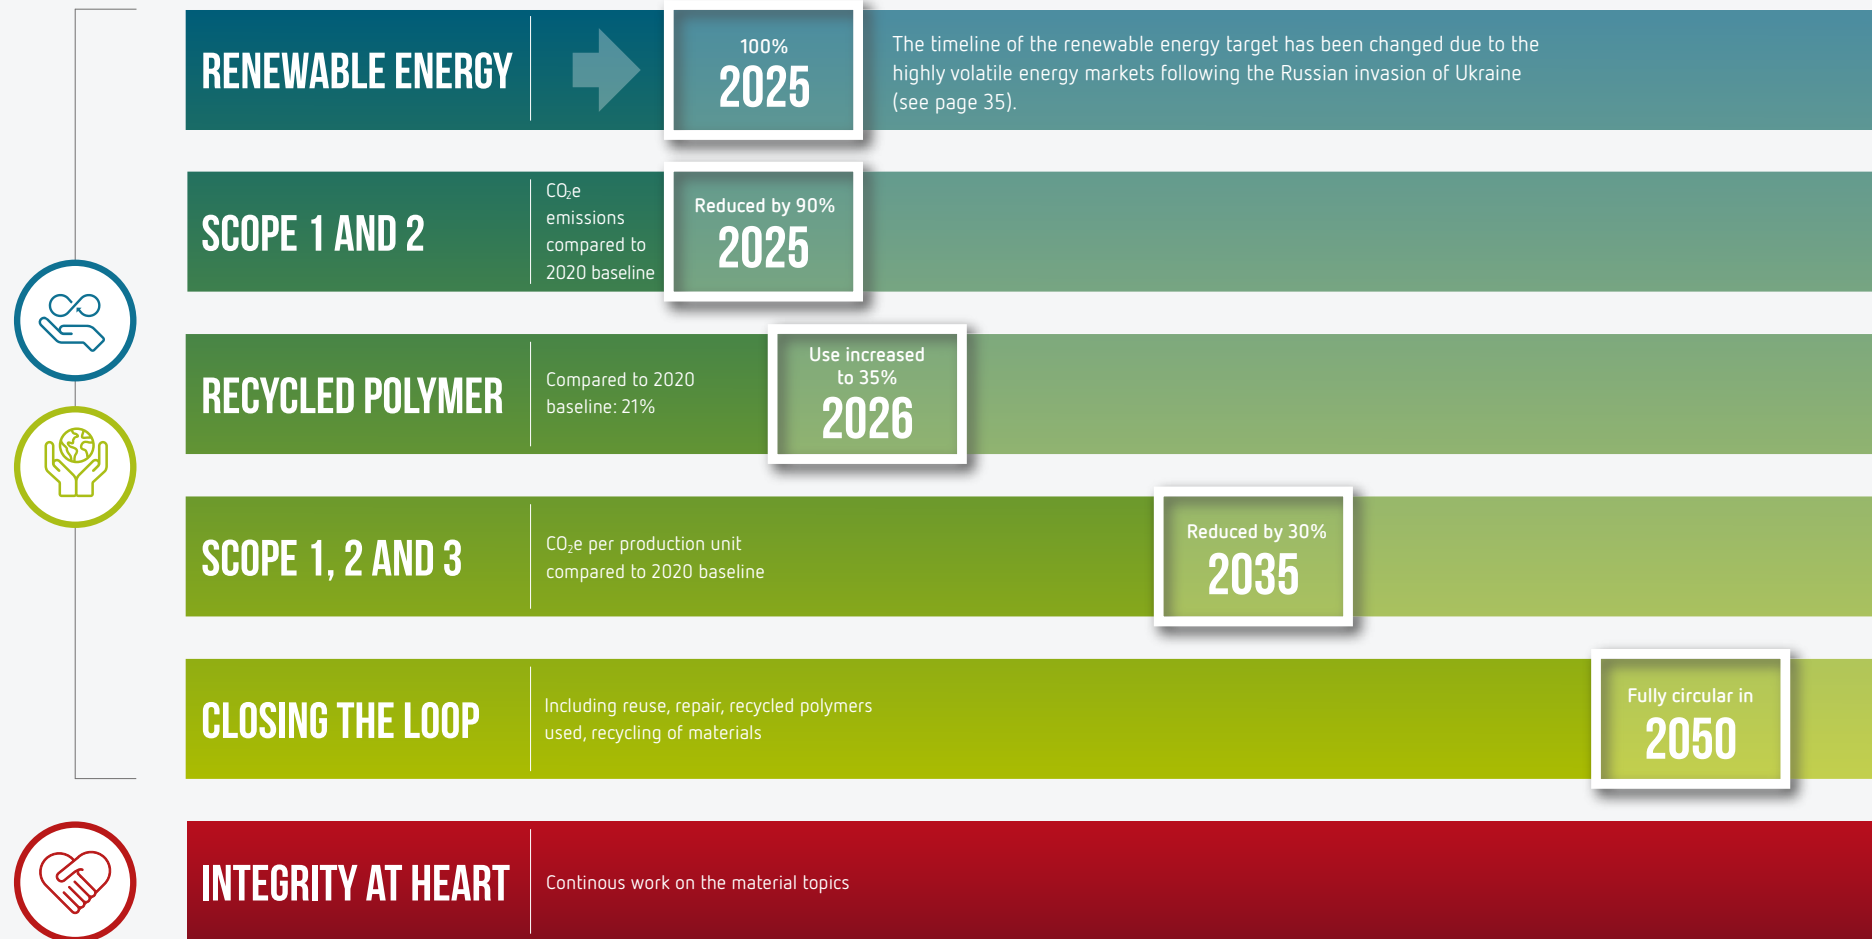 RENEWABLE ENERGY
100%
2025
The timeline of the renewable energy target has been changed due to the
highly volatile energy markets following the Russian invasion of Ukraine
(see page 35).
SCOPE 1 AND 2
CO₂e
emissions
compared to
2020 baseline
Reduced by 90%
2025
RECYCLED POLYMER
Compared to 2020
baseline: 21%
Use increased
to 35%
2026
SCOPE 1, 2 AND 3
CO₂e per production unit
compared to 2020 baseline
Reduced by 30%
2035
CLOSING THE LOOP
Including reuse, repair, recycled polymers
used, recycling of materials
Fully circular in
2050
INTEGRITY AT HEART
Continous work on the material topics